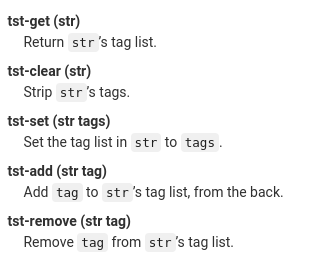 tst-get (str)
Return str's tag list.
tst-clear (str)
Strip str's tags.
tst-set (str tags)
Set the tag list in str to tags.
tst-add (str tag)
Add tag to str's tag list, from the back.
tst-remove (str tag)
Remove tag from str's tag list.